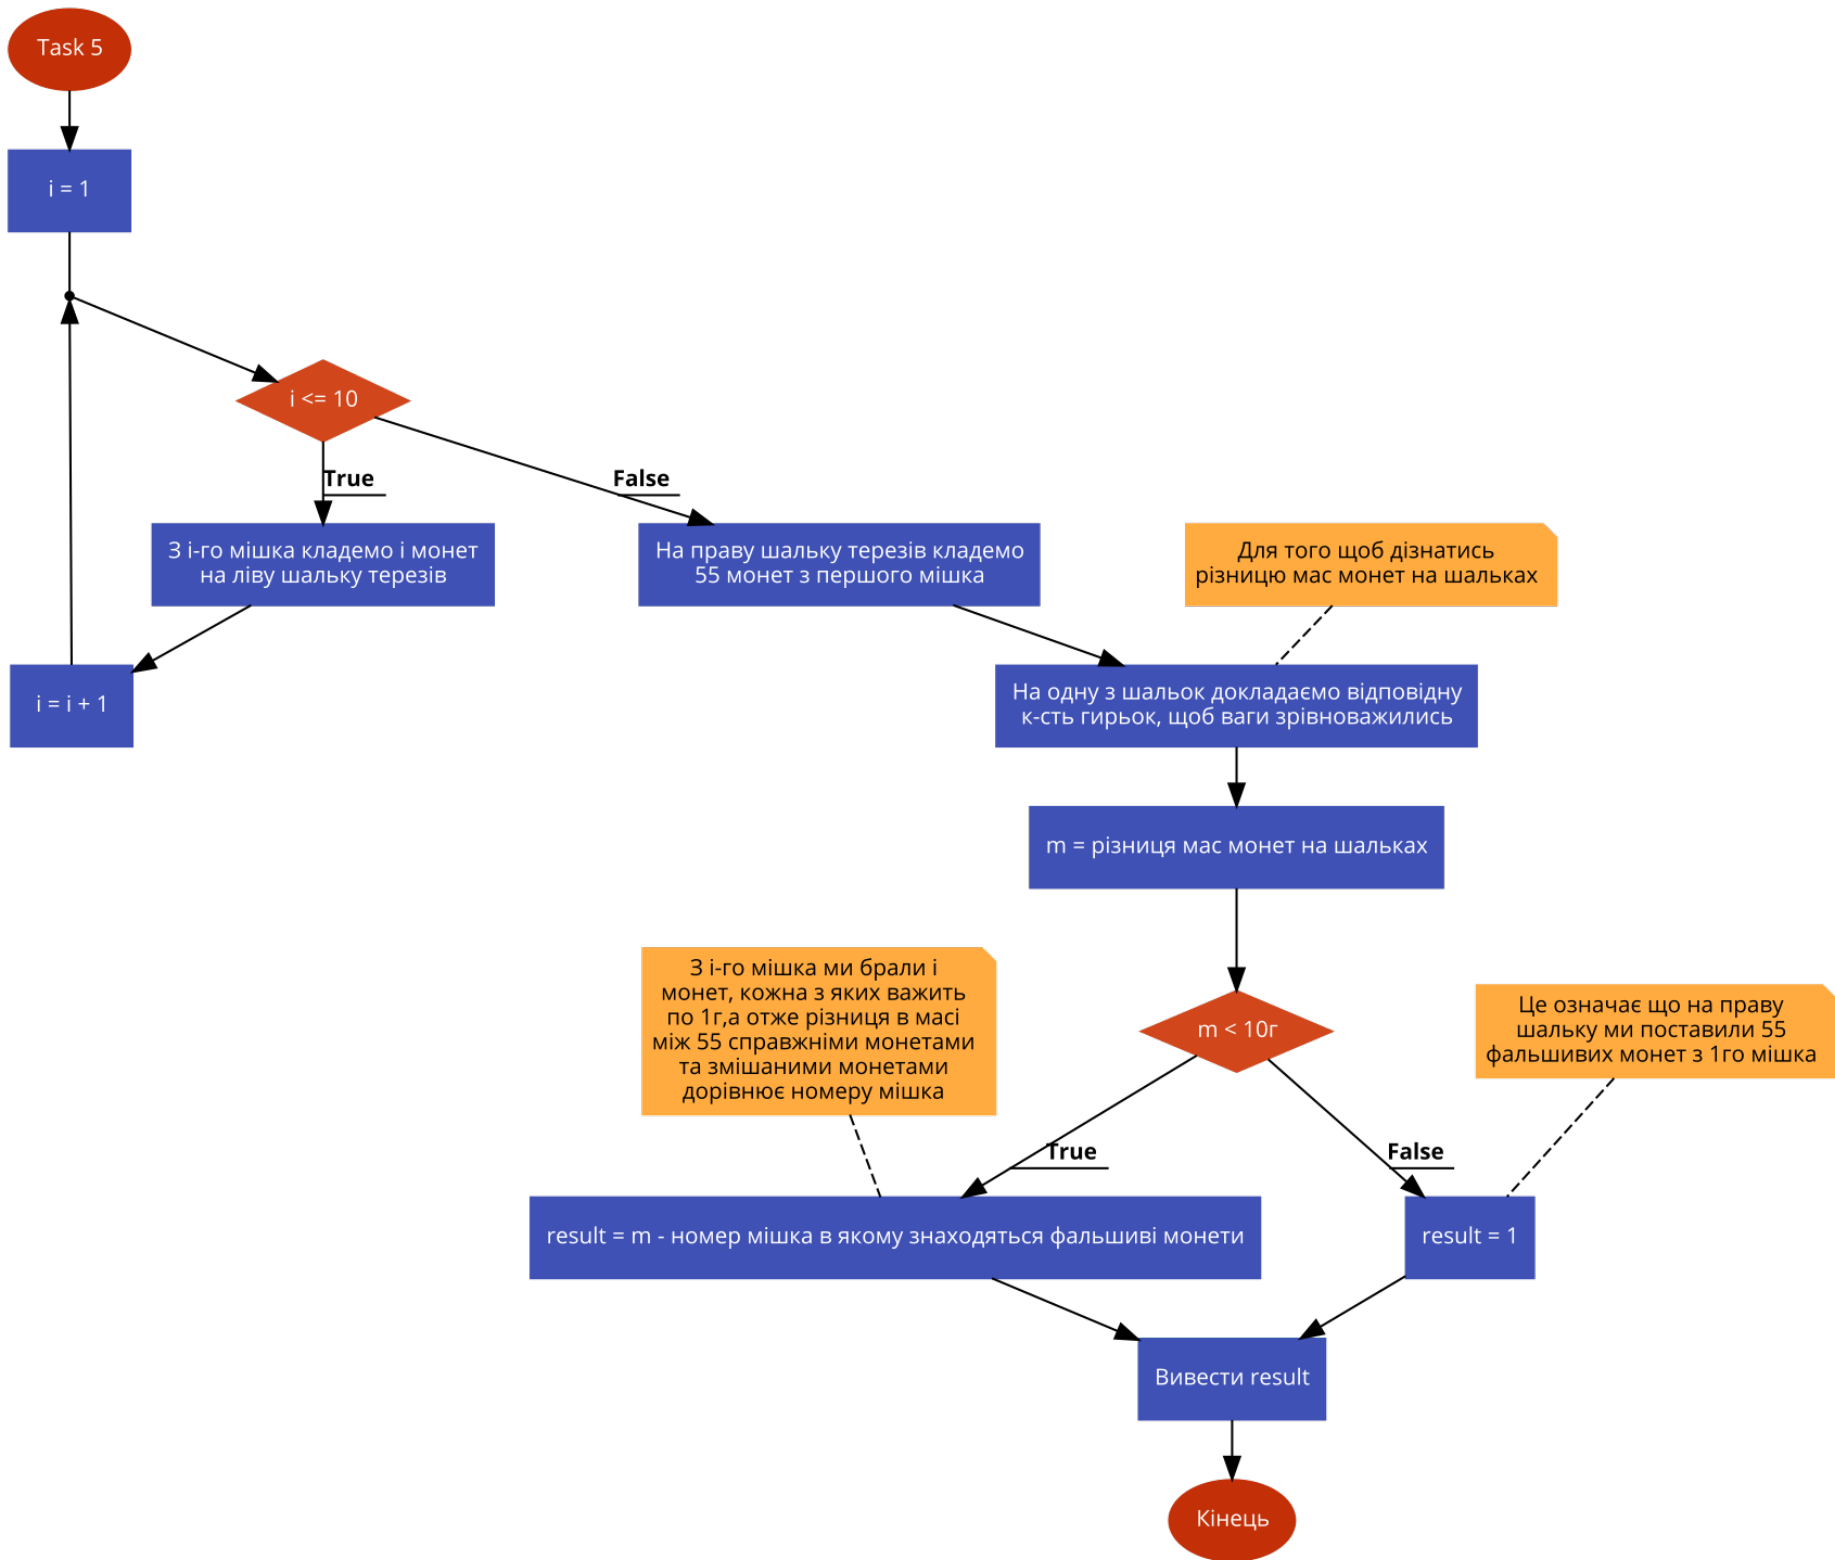 Task 5
i = 1
i <= 10
True
False
З і-го мішка кладемо і монет
на ліву шальку терезів
На праву шальку терезів кладемо
55 монет з першого мішка
Для того щоб дізнатись
різницю мас монет на шальках
i = i + 1
На одну з шальок докладаємо відповідну
к-сть гирьок, щоб ваги зрівноважились
m = різниця мас монет на шальках
З і-го мішка ми брали і
монет, кожна з яких важить
по 1г,а отже різниця в масі
між 55 справжніми монетами
та змішаними монетами
дорівнює номеру мішка
m < 10г
Це означає що на праву
шальку ми поставили 55
фальшивих монет з 1го мішка
True
False
result = m - номер мішка в якому знаходяться фальшиві монети
result = 1
Вивести result
Кінець